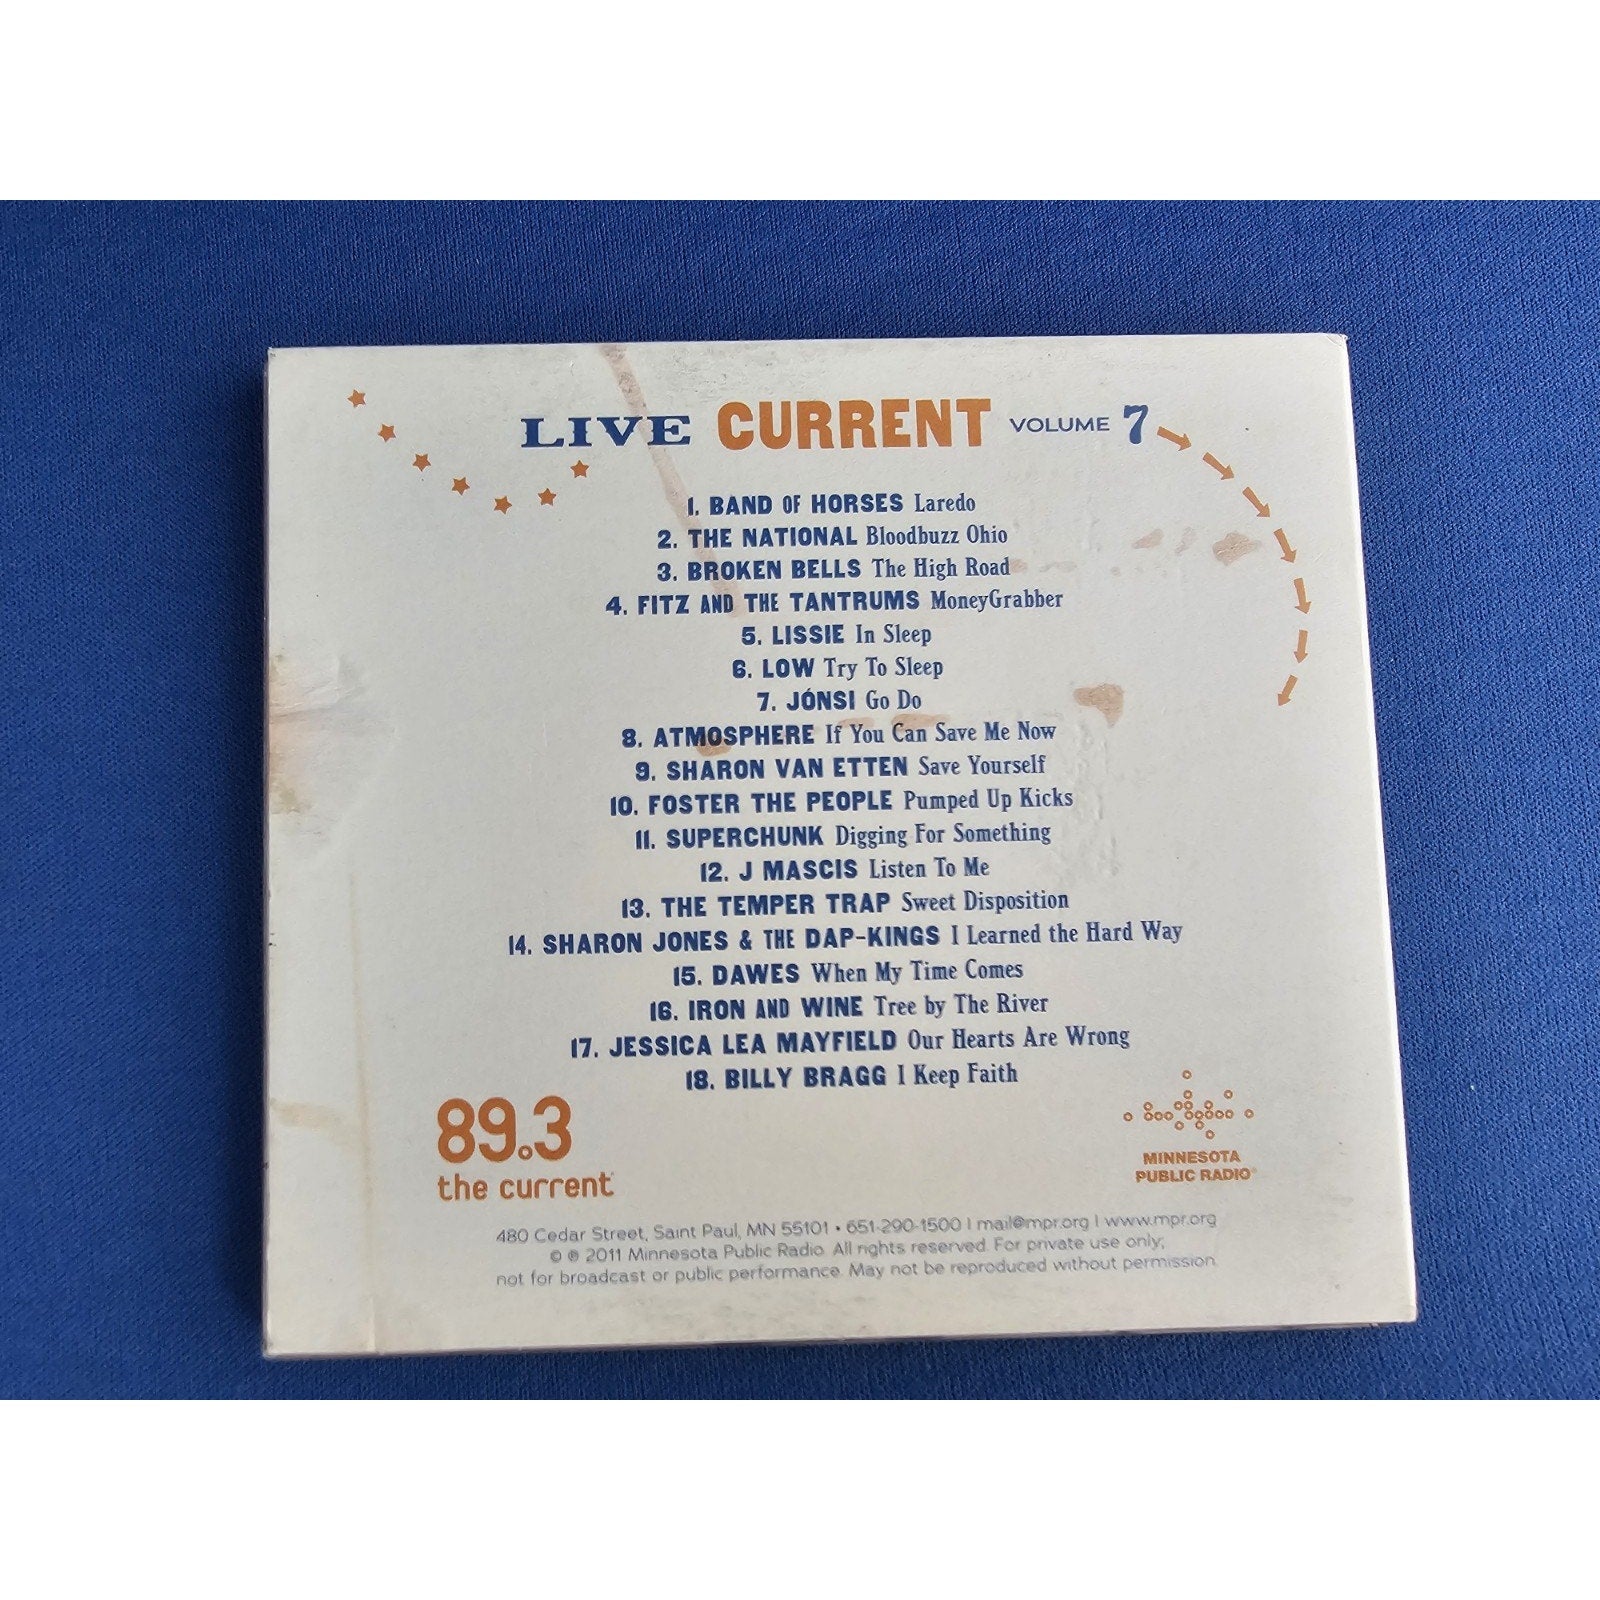 LIVE CURRENT VOLUME 7
1. BAND OF HORSES Laredo
2. THE NATIONAL Bloodbuzz Ohio
3. BROKEN BELLS The High Road
4. FITZ AND THE TANTRUMS MoneyGrabber
5. LISSIE In Sleep
6. LOW Try To Sleep
7. JÓNSI Go Do
8. ATMOSPHERE If You Can Save Me Now
9. SHARON VAN ETTEN Save Yourself
10. FOSTER THE PEOPLE Pumped Up Kicks
11. SUPERCHUNK Digging For Something
12. J MASCIS Listen To Me
13. THE TEMPER TRAP Sweet Disposition
14. SHARON JONES & THE DAP-KINGS I Learned the Hard Way
15. DAWES When My Time Comes
16. IRON AND WINE Tree by The River
17. JESSICA LEA MAYFIELD Our Hearts Are Wrong
18. BILLY BRAGG I Keep Faith
89.3
the current
MINNESOTA
PUBLIC RADIO
480 Cedar Street, Saint Paul, MN 55101 • 651-290-1500 | mail@mpr.org | www.mpr.org
© ℗ 2011 Minnesota Public Radio. All rights reserved. For private use only;
not for broadcast or public performance. May not be reproduced without permission.